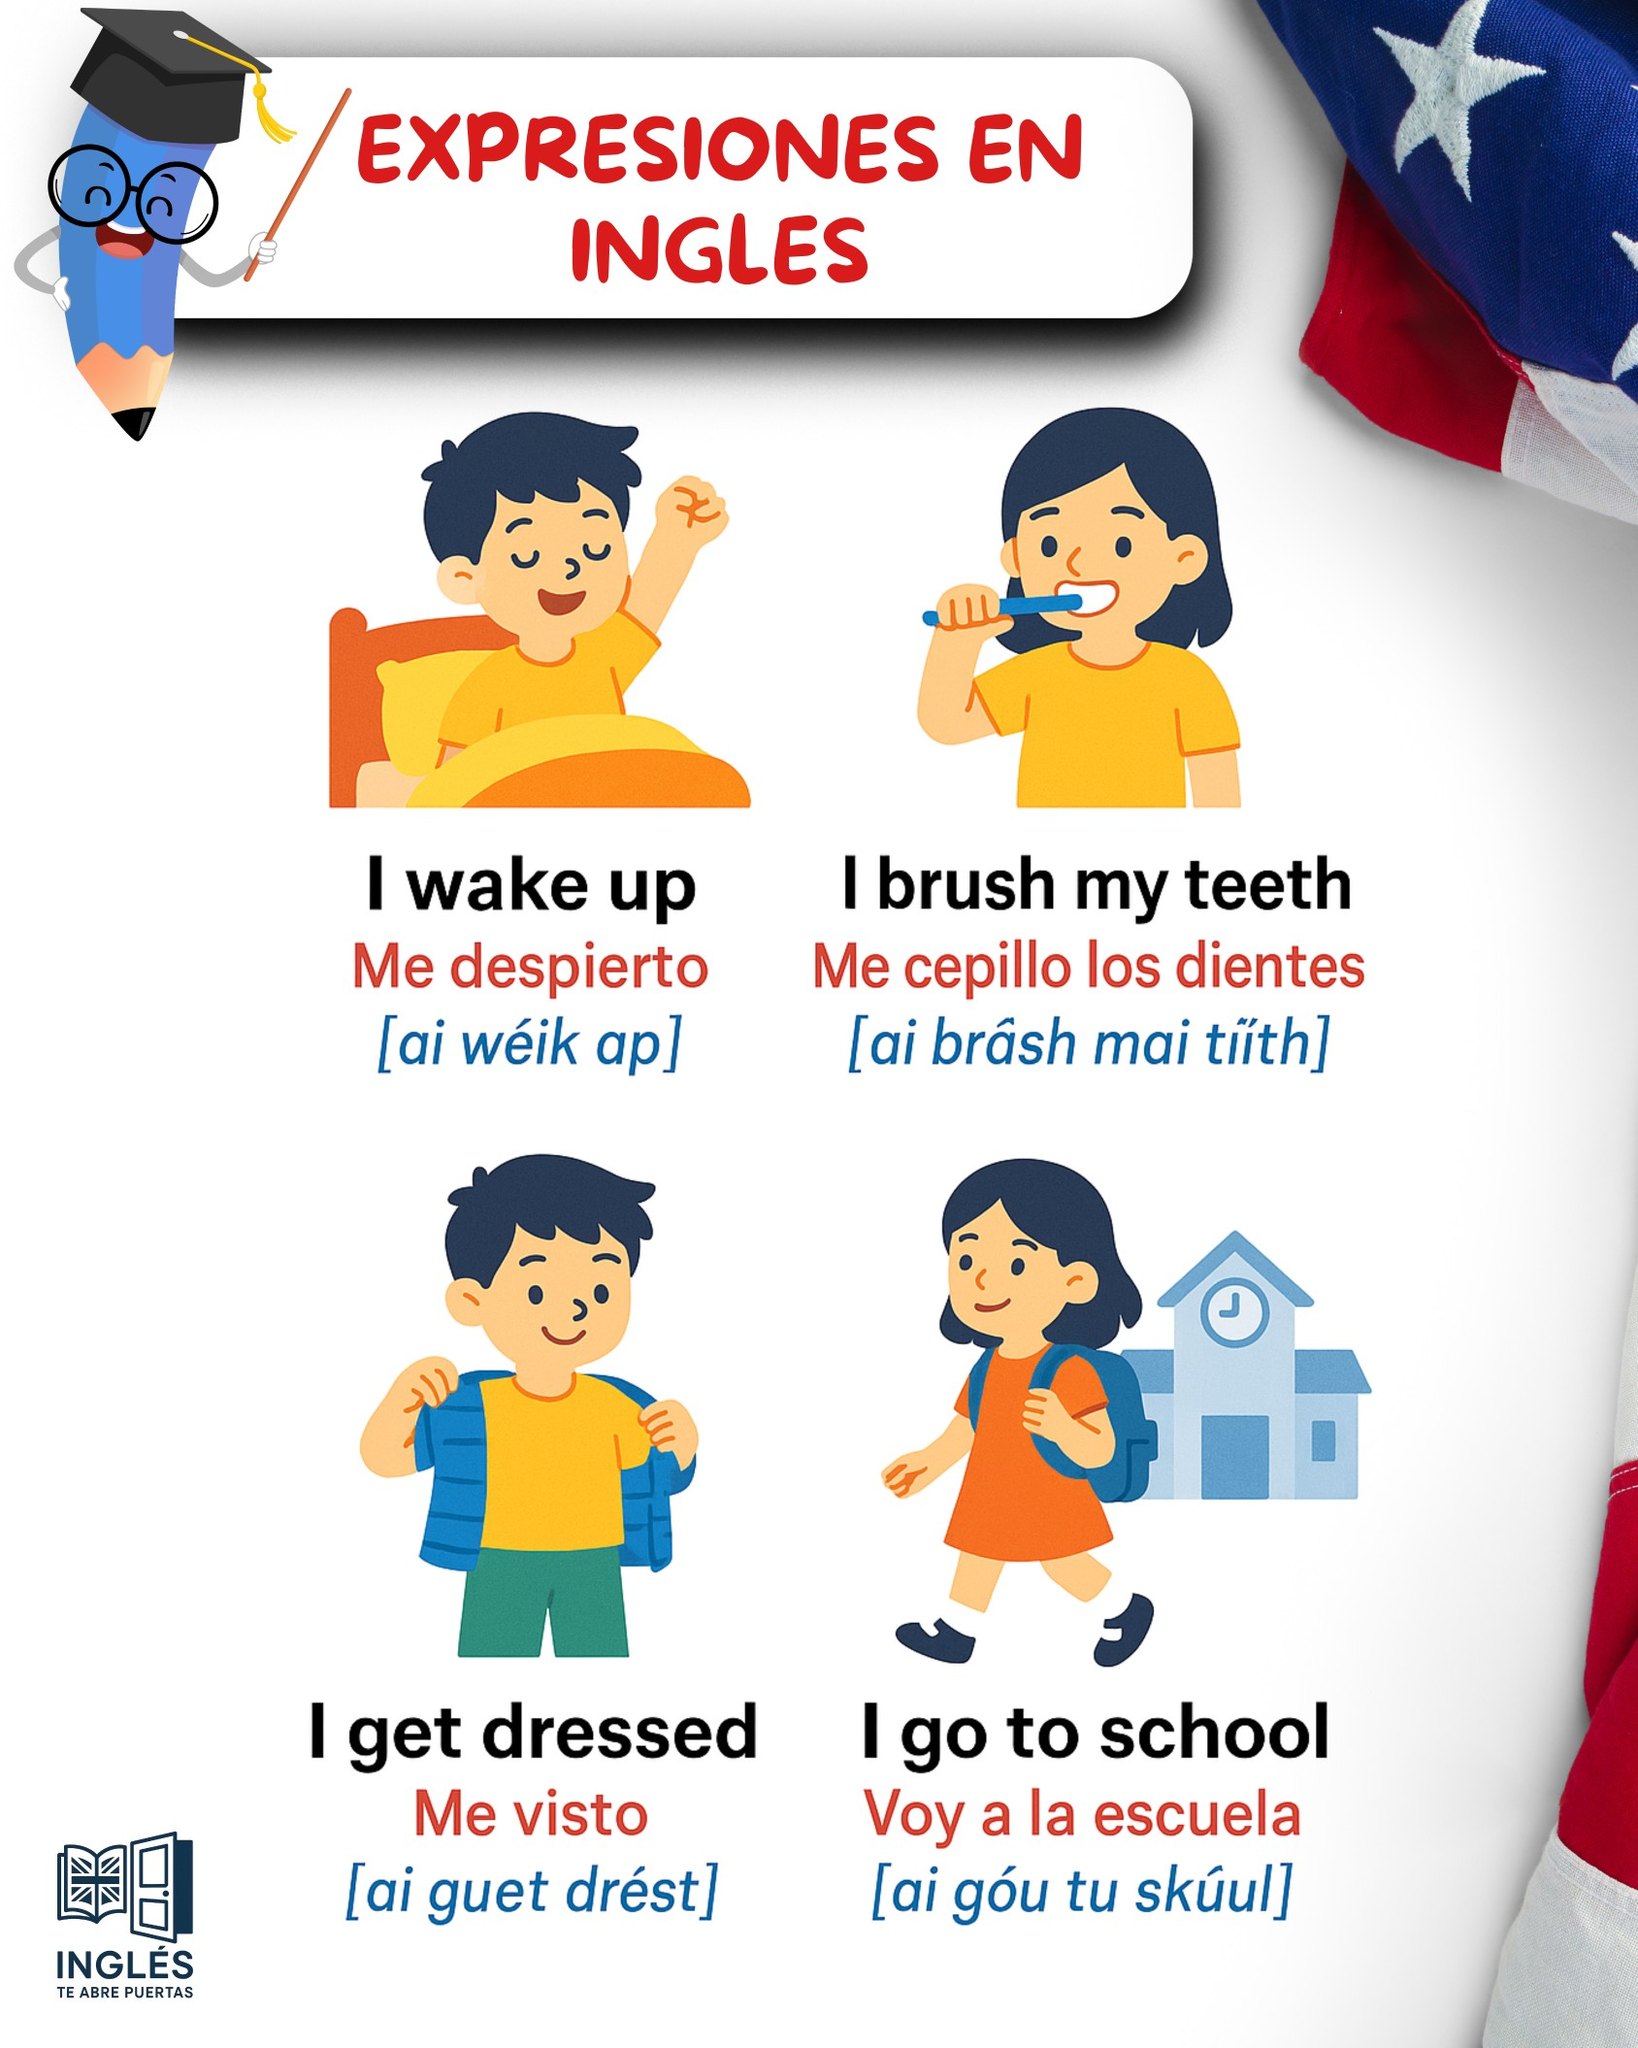 EXPRESIONES EN
INGLES
I wake up
Me despierto
[ai wéik ap]
I brush my teeth
Me cepillo los dientes
[ai brâsh mai tíīth]
I get dressed
Me visto
[ai guet drést]
I go to school
Voy a la escuela
[ai góu tu skúul]
INGLÉS
TE ABRE PUERTAS